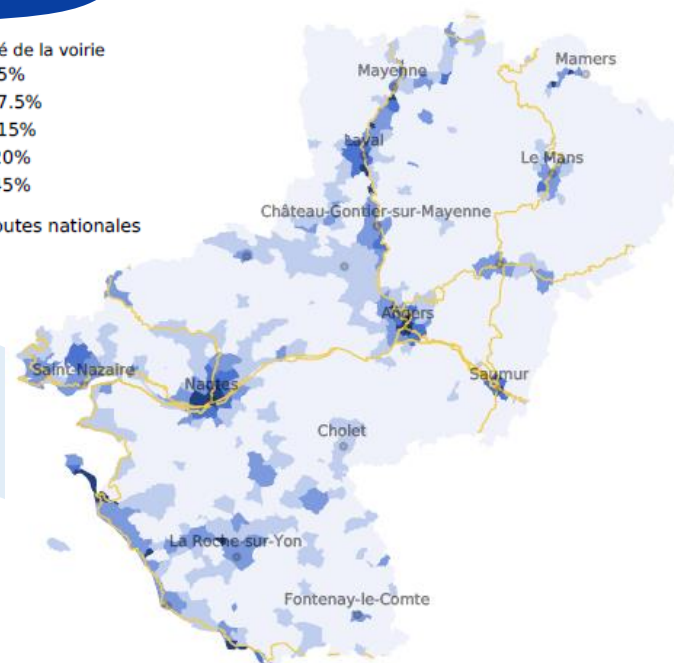 é de la voirie
5%
7.5%
15%
20%
45%
outes nationales
Mayenne
Mamers
Laval
Le Mans
Château-Gontier-sur-Mayenne
Angers
Saint-Nazaire
Nantes
Saumur
Cholet
La Roche-sur-Yon
Fontenay-le-Comte